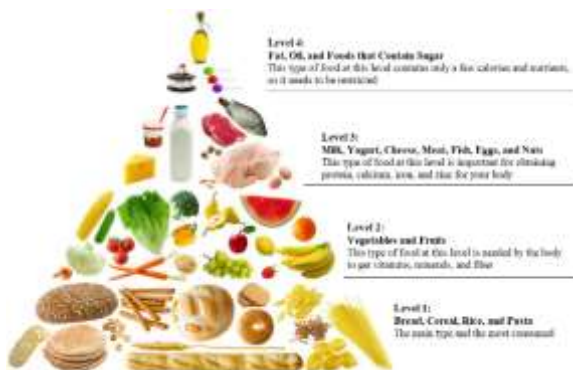 Level 4:
Fat, Oil, and Foods that Contain Sugar
This type of food at this level contains only a few calories and nutrients,
so it needs to be restricted
Level 3:
Milk, Yogurt, Cheese, Meat, Fish, Eggs, and Nuts
This type of food at this level is important for obtaining
protein, calcium, iron, and zinc for your body
Level 2:
Vegetables and Fruits
This type of food at this level is needed by the body
to get vitamins, minerals, and fiber
Level 1:
Bread, Cereal, Rice, and Pasta
The main type and the most consumed